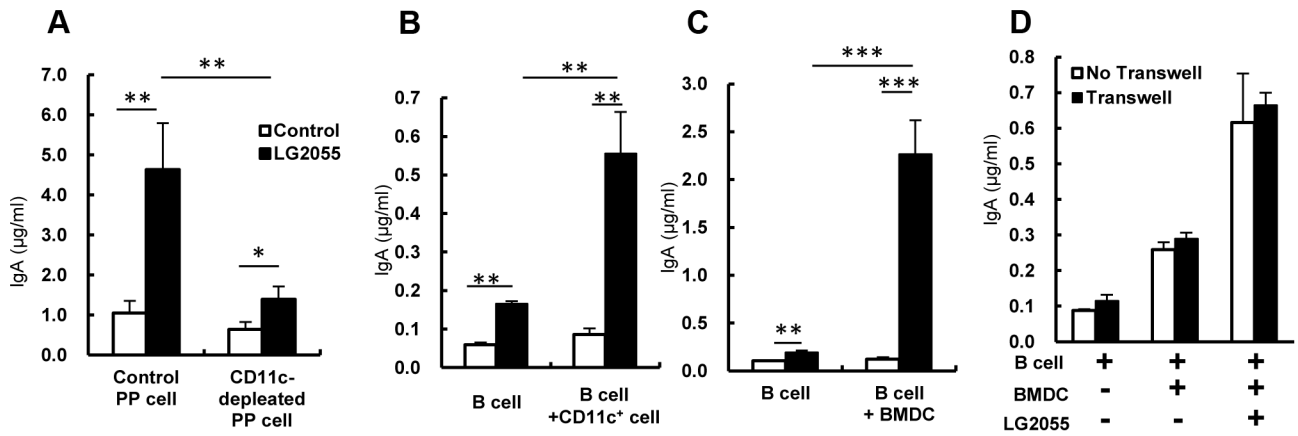 A
**
**
*
Control
LG2055
IgA (µg/ml)
7.0
6.0
5.0
4.0
3.0
2.0
1.0
0.0
Control
PP cell
CD11c-
depleated
PP cell
B
**
**
**
IgA (µg/ml)
0.7
0.6
0.5
0.4
0.3
0.2
0.1
0.0
B cell
B cell
+CD11c⁺ cell
C
***
***
**
IgA (µg/ml)
3.0
2.5
2.0
3.0
1.0
3.0
0.0
B cell
B cell
+ BMDC
D
No Transwell
Transwell
IgA (µg/ml)
0.8
0.7
0.6
0.5
0.4
0.3
0.2
0.1
0.0
B cell + + +
BMDC - + +
LG2055 - - +